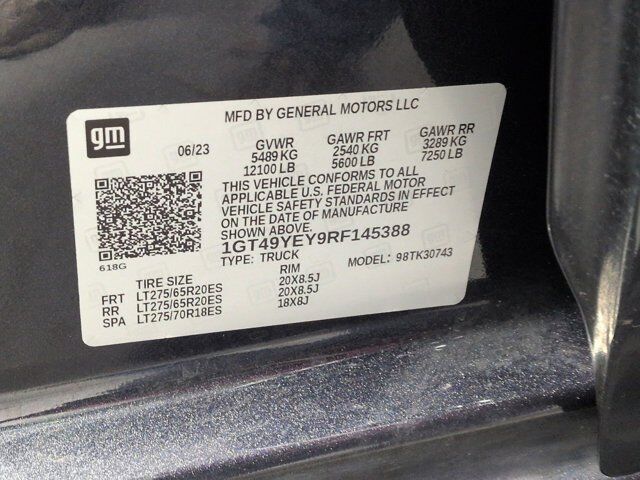 MFD BY GENERAL MOTORS LLC
gm
06/23 GVWR GAWR FRT GAWR RR
5489 KG 2540 KG 3289 KG
12100 LB 5600 LB 7250 LB
THIS VEHICLE CONFORMS TO ALL
APPLICABLE U.S. FEDERAL MOTOR
VEHICLE SAFETY STANDARDS IN EFFECT
ON THE DATE OF MANUFACTURE
SHOWN ABOVE.
1GT49YEY9RF145388
618G
TYPE: TRUCK MODEL: 98TK30743
TIRE SIZE RIM
FRT LT275/65R20ES 20X8.5J
RR LT275/65R20ES 20X8.5J
SPA LT275/70R18ES 18X8J